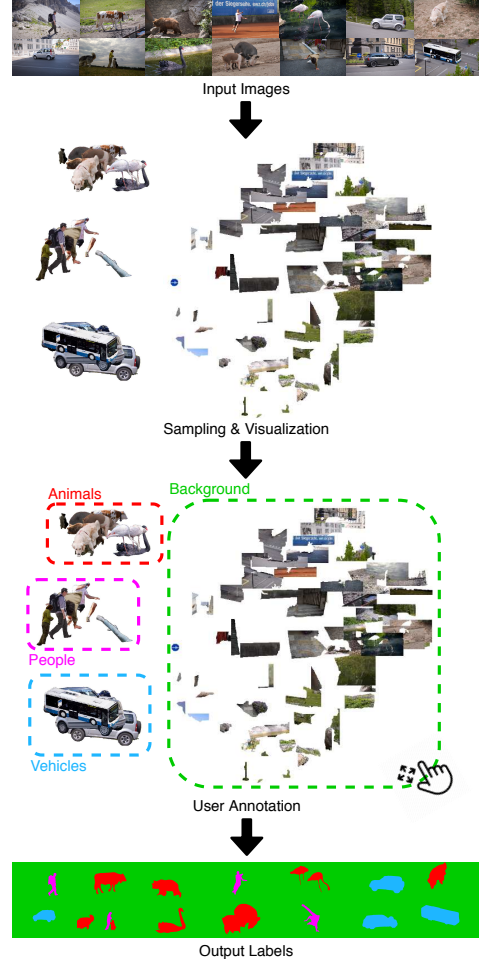 Input Images
Sampling & Visualization
Background
Animals
People
Vehicles
User Annotation
Output Labels